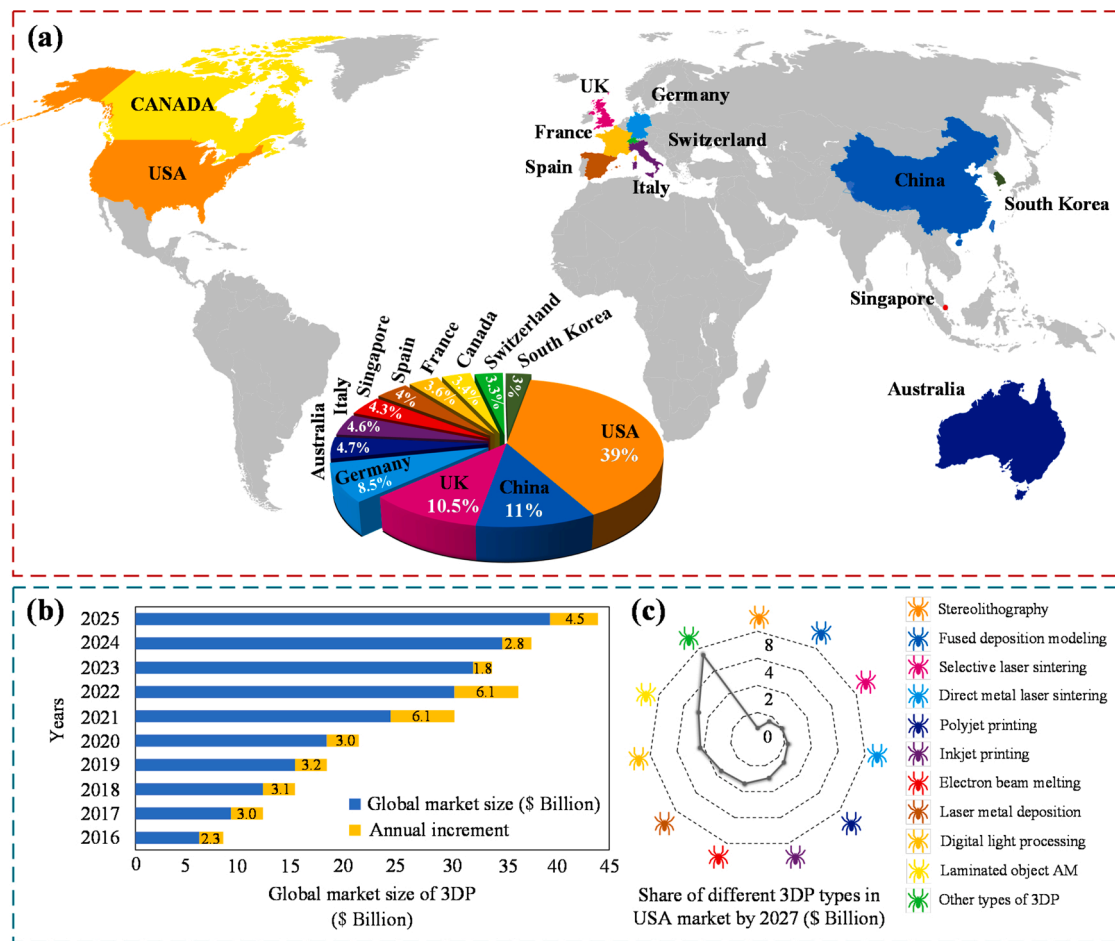 (a)
CANADA
USA
UK
Germany
France
Switzerland
Spain
Italy
China
South Korea
Singapore
Australia
Australia
Italy
Singapore
Spain
France
Canada
Switzerland
South Korea
USA
39%
China
11%
UK
10.5%
Germany
8.5%
4.7%
4.6%
4.3%
4%
3.6%
3.4%
3.3%
3%
(b)
Years
2025
4.5
2024
2.8
2023
1.8
2022
6.1
2021
6.1
2020
3.0
2019
3.2
2018
3.1
2017
3.0
2016
2.3
Global market size ($ Billion)
Annual increment
0 5 10 15 20 25 30 35 40 45
Global market size of 3DP
($ Billion)
(c)
8
4
2
0
Share of different 3DP types in
USA market by 2027 ($ Billion)
Stereolithography
Fused deposition modeling
Selective laser sintering
Direct metal laser sintering
Polyjet printing
Inkjet printing
Electron beam melting
Laser metal deposition
Digital light processing
Laminated object AM
Other types of 3DP